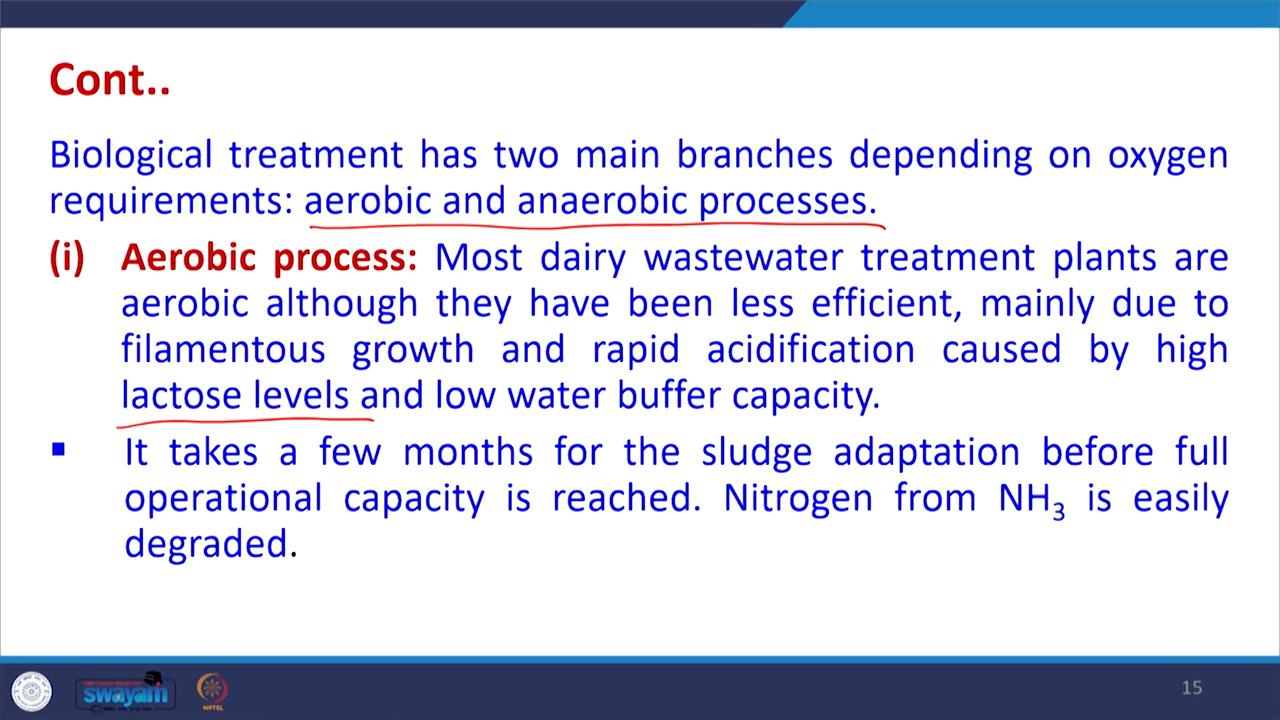 Cont..
Biological treatment has two main branches depending on oxygen
requirements: aerobic and anaerobic processes.
(i) Aerobic process: Most dairy wastewater treatment plants are
aerobic although they have been less efficient, mainly due to
filamentous growth and rapid acidification caused by high
lactose levels and low water buffer capacity.
▪ It takes a few months for the sludge adaptation before full
operational capacity is reached. Nitrogen from NH₃ is easily
degraded.
swayam
NPTEL
15